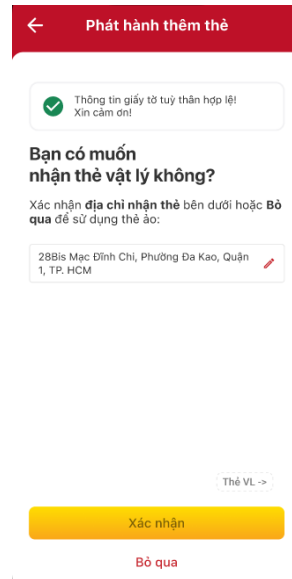 Phát hành thêm thẻ
Thông tin giấy tờ tuỳ thân hợp lệ!
Xin cảm ơn!
Bạn có muốn
nhận thẻ vật lý không?
Xác nhận địa chỉ nhận thẻ bên dưới hoặc Bỏ
qua để sử dụng thẻ ảo:
28Bis Mạc Đĩnh Chi, Phường Đa Kao, Quận
1, TP. HCM
Thẻ VL ->
Xác nhận
Bỏ qua